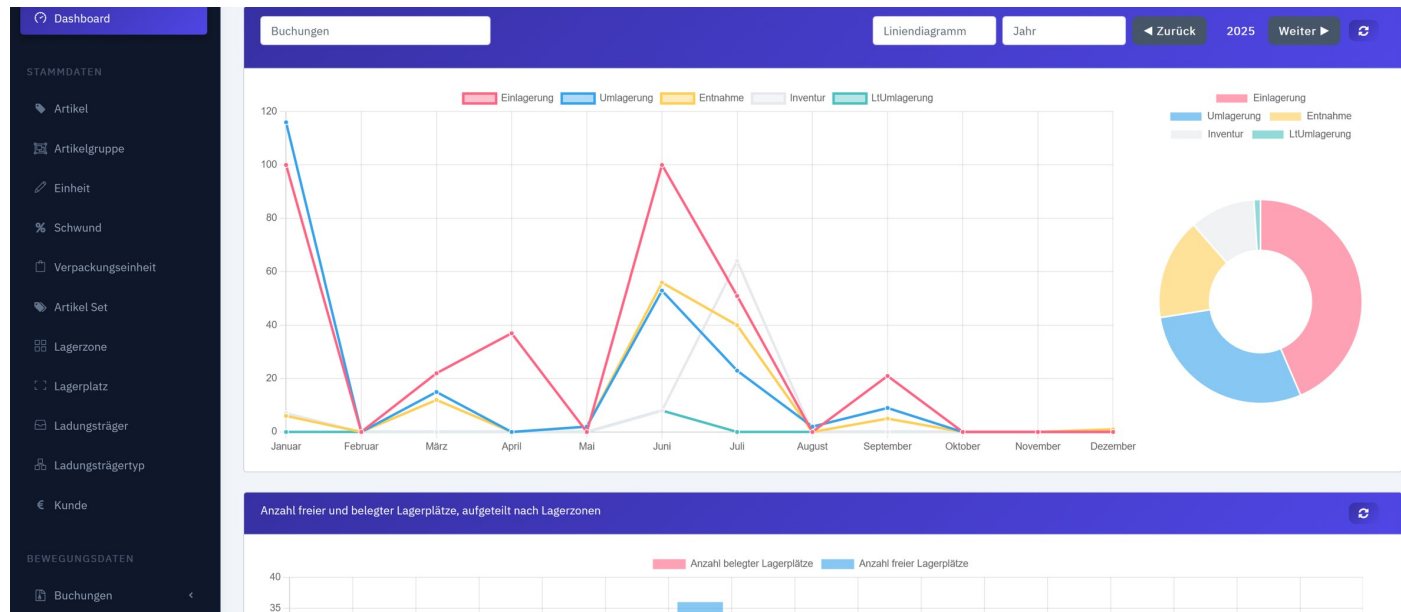 Dashboard
STAMMDATEN
Artikel
Artikelgruppe
Einheit
Schwund
Verpackungseinheit
Artikel Set
Lagerzone
Lagerplatz
Ladungsträger
Ladungsträgertyp
€ Kunde
BEWEGUNGSDATEN
Buchungen
Buchungen Liniendiagramm Jahr Zurück 2025 Weiter
Einlagerung Umlagerung Entnahme Inventur LtUmlagerung
120
100
80
60
40
20
0
Januar Februar März April Mai Juni Juli August September Oktober November Dezember
Einlagerung
Umlagerung Entnahme
Inventur LtUmlagerung
Anzahl freier und belegter Lagerplätze, aufgeteilt nach Lagerzonen
Anzahl belegter Lagerplätze Anzahl freier Lagerplätze
40
35